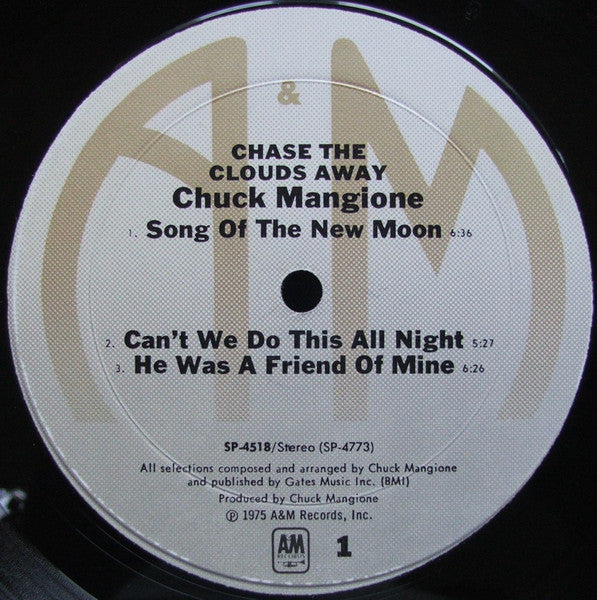 A&M
CHASE THE
CLOUDS AWAY
Chuck Mangione
1. Song Of The New Moon 6:36
2. Can't We Do This All Night 5:27
3. He Was A Friend Of Mine 6:26
SP-4518/Stereo (SP-4773)
All selections composed and arranged by Chuck Mangione
and published by Gates Music Inc. (BMI)
Produced by Chuck Mangione
℗ 1975 A&M Records, Inc.
A&M
RECORDS
1